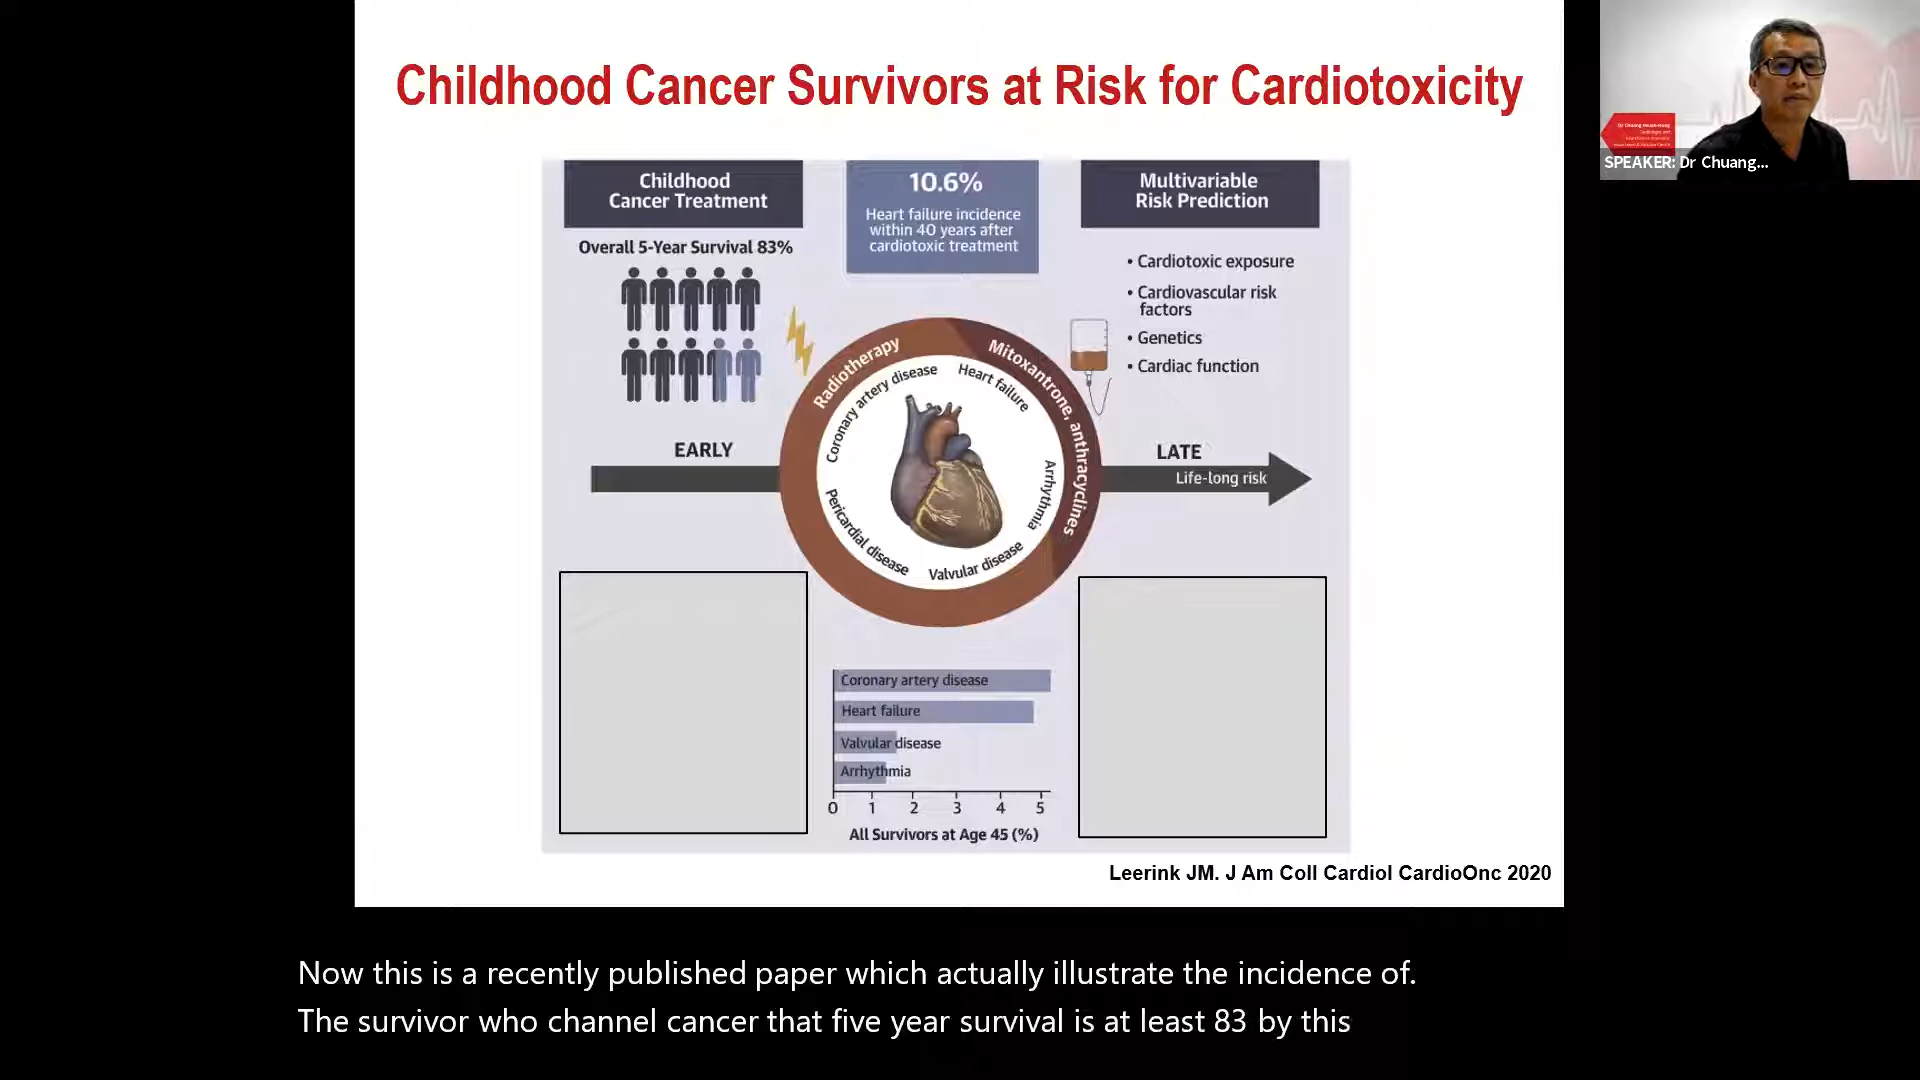 Childhood Cancer Survivors at Risk for Cardiotoxicity
Childhood
Cancer Treatment
Overall 5-Year Survival 83%
10.6%
Heart failure incidence
within 40 years after
cardiotoxic treatment
Multivariable
Risk Prediction
• Cardiotoxic exposure
• Cardiovascular risk
factors
• Genetics
• Cardiac function
Radiotherapy
Mitoxantrone, anthracyclines
Coronary artery disease
Heart failure
Arrhythmia
Valvular disease
Pericardial disease
EARLY
LATE
Life-long risk
Coronary artery disease
Heart failure
Valvular disease
Arrhythmia
0 1 2 3 4 5
All Survivors at Age 45 (%)
Leerink JM. J Am Coll Cardiol CardioOnc 2020
SPEAKER: Dr Chuang...
Now this is a recently published paper which actually illustrate the incidence of.
The survivor who channel cancer that five year survival is at least 83 by this